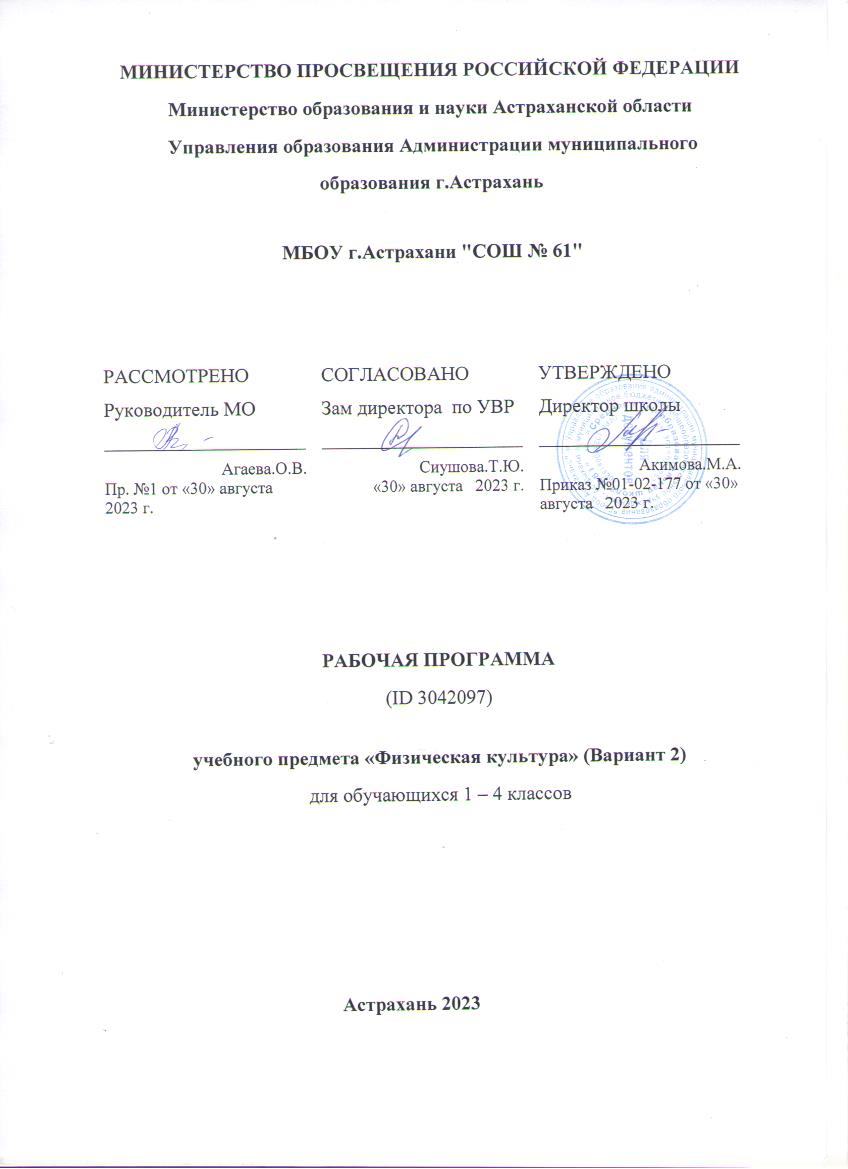 МИНИСТЕРСТВО ПРОСВЕЩЕНИЯ РОССИЙСКОЙ ФЕДЕРАЦИИ
Министерство образования и науки Астраханской области
Управления образования Администрации муниципального
образования г.Астрахань
МБОУ г.Астрахани "СОШ № 61"
РАССМОТРЕНО
Руководитель МО
Агаева.О.В.
Пр. №1 от «30» августа
2023 г.
СОГЛАСОВАНО
Зам директора по УВР
Сиушова.Т.Ю.
«30» августа 2023 г.
УТВЕРЖДЕНО
Директор школы
Акимова.М.А.
Приказ №01-02-177 от «30»
августа 2023 г.
РАБОЧАЯ ПРОГРАММА
(ID 3042097)
учебного предмета «Физическая культура» (Вариант 2)
для обучающихся 1 – 4 классов
Астрахань 2023